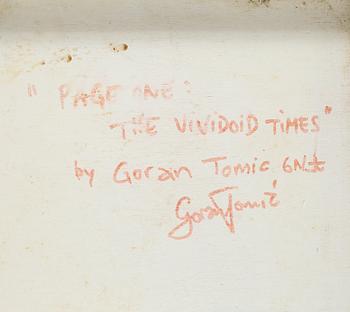 "PAGE ONE:
THE VIVIDOID TIMES"
by Goran Tomic
Goran Tomić